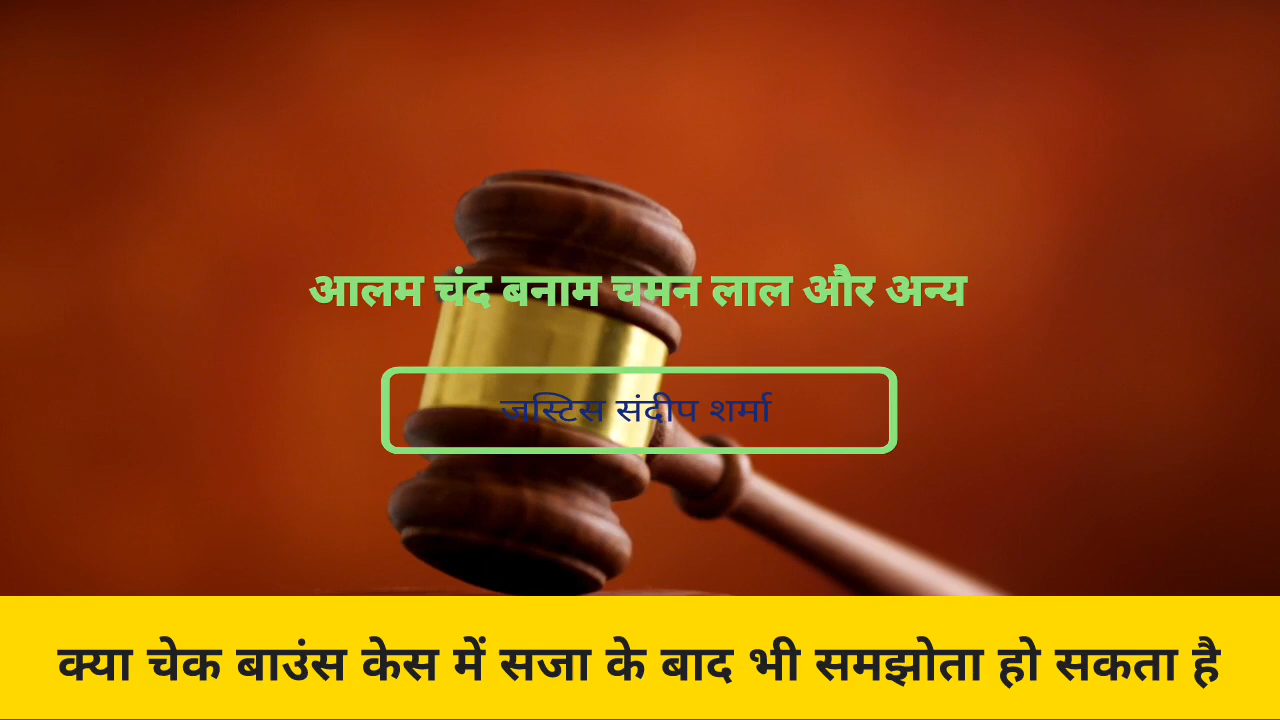 आलम चंद बनाम चमन लाल और अन्य
जस्टिस संदीप शर्मा
क्या चेक बाउंस केस में सजा के बाद भी समझोता हो सकता है